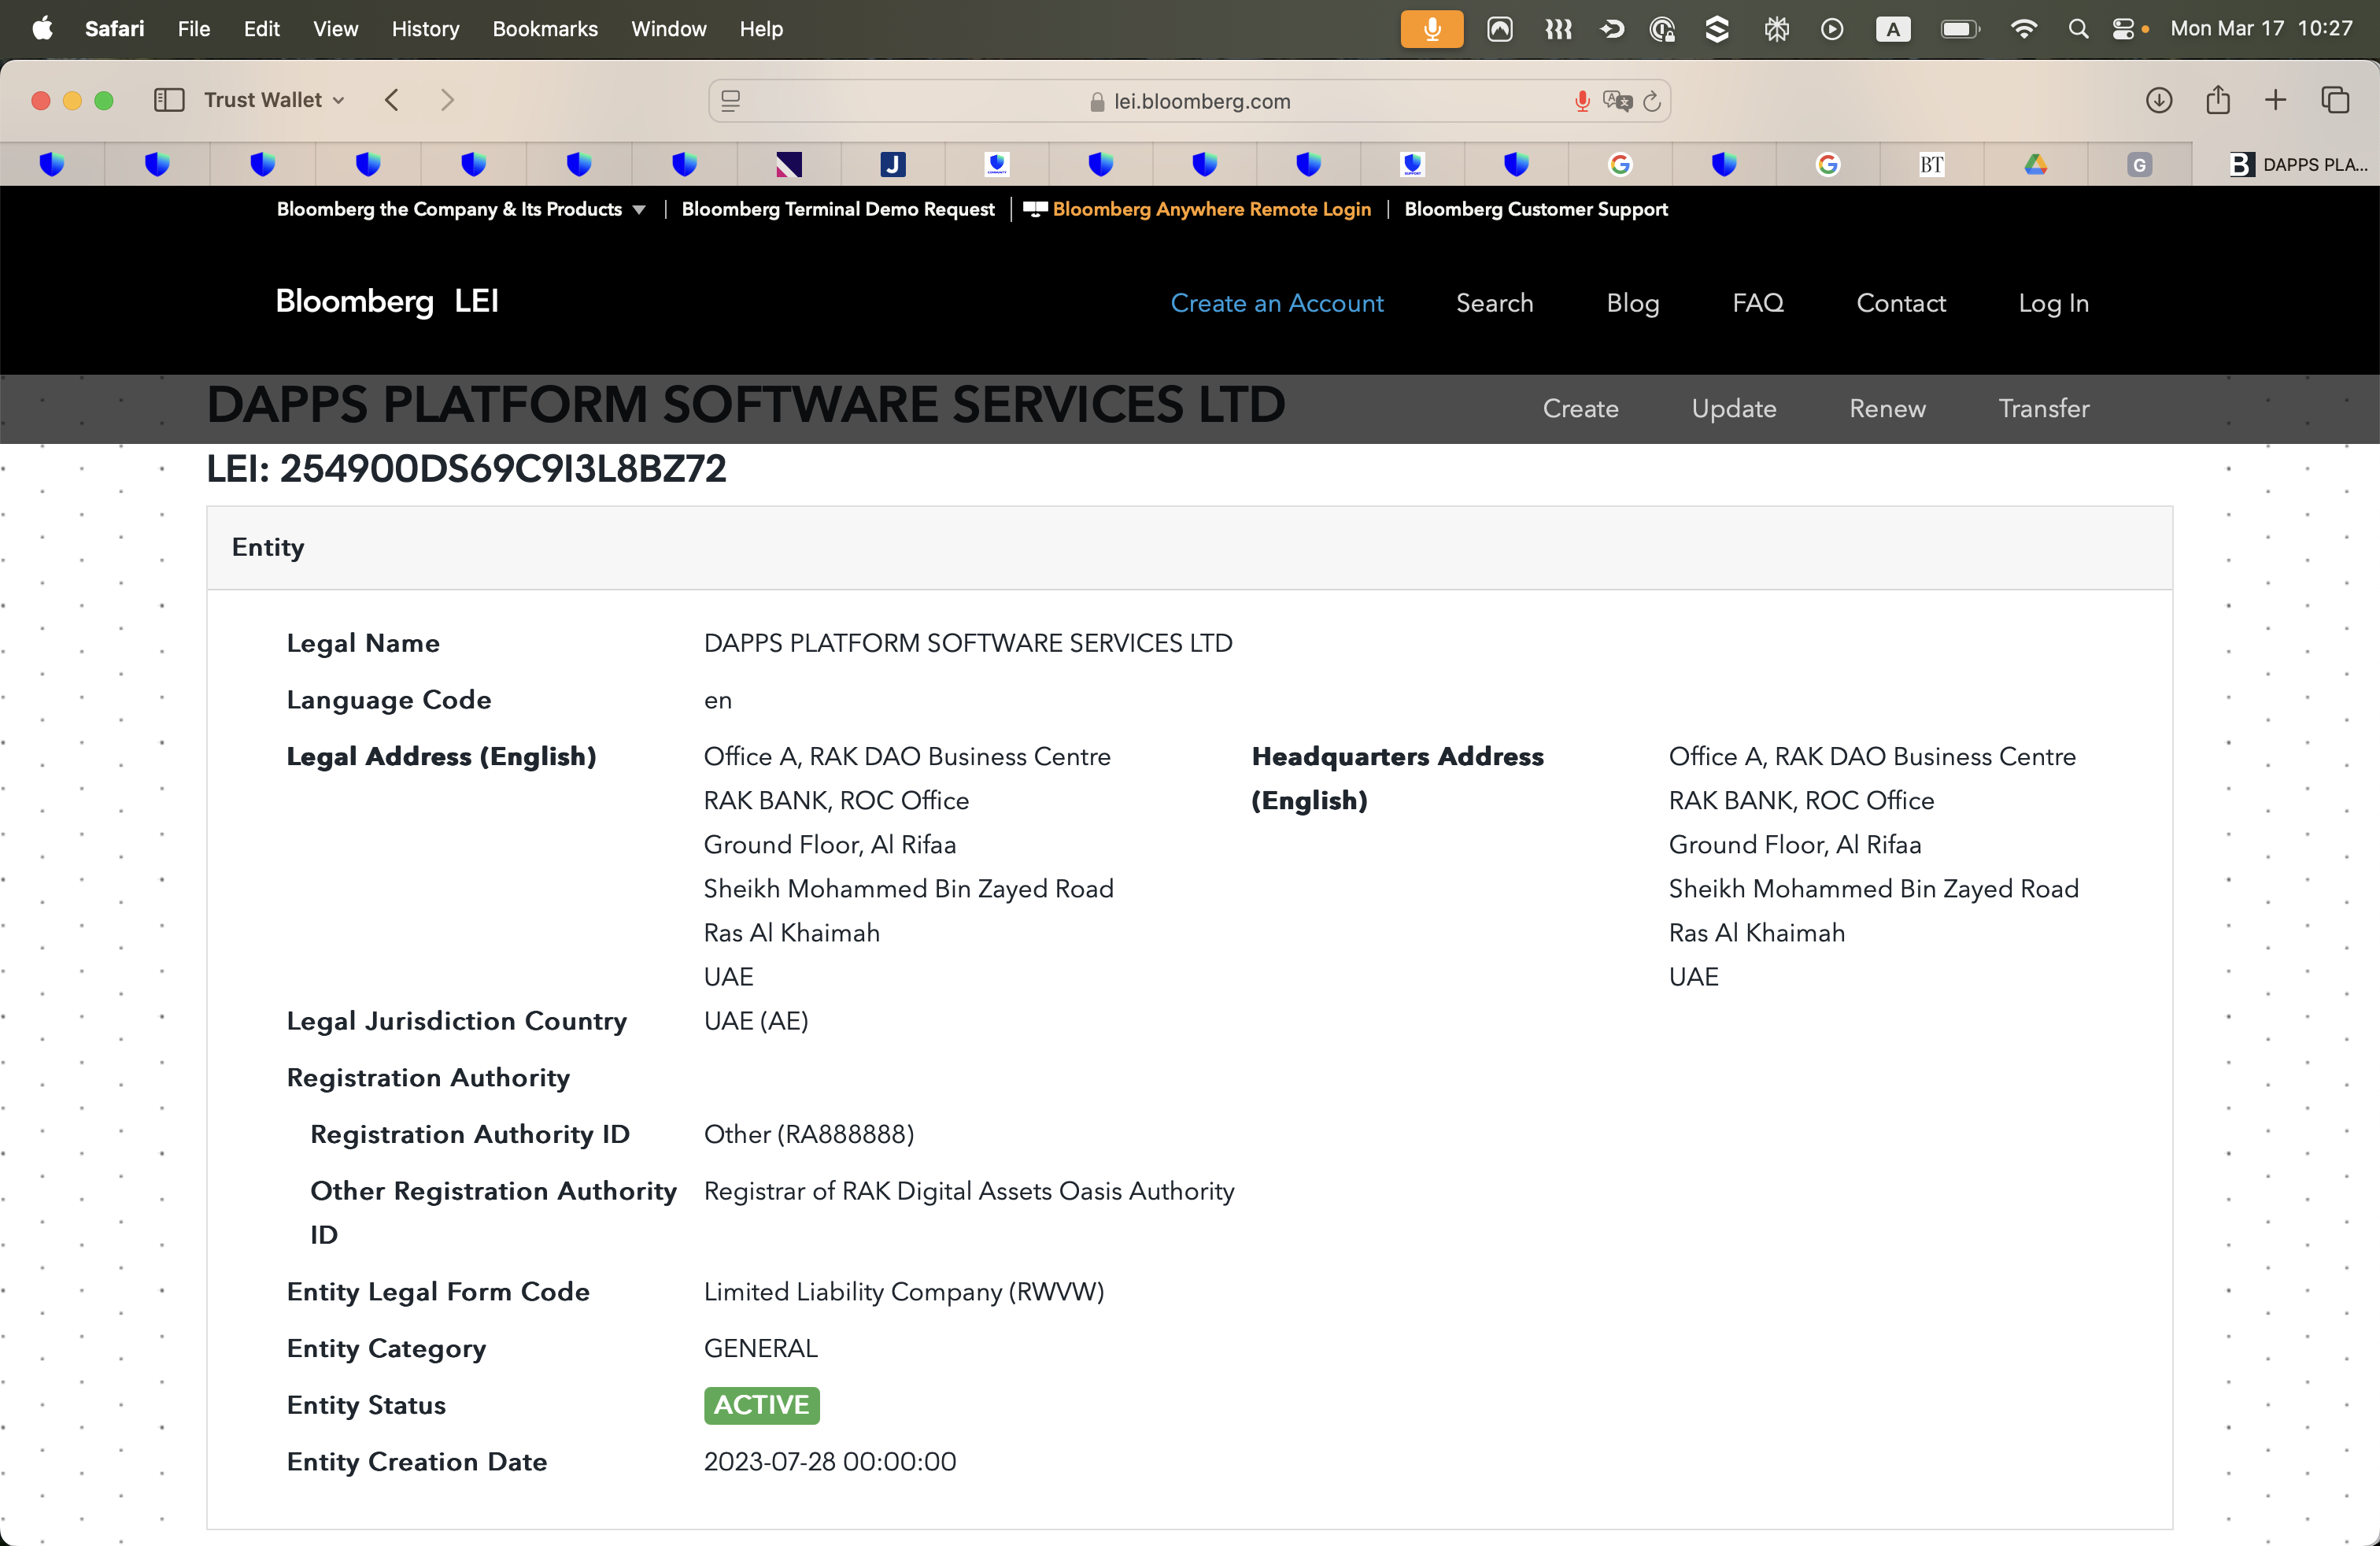 Safari File Edit View History Bookmarks Window Help A Mon Mar 17 10:27
Trust Wallet lei.bloomberg.com
J BT G B DAPPS PLA...
Bloomberg the Company & Its Products | Bloomberg Terminal Demo Request | Bloomberg Anywhere Remote Login | Bloomberg Customer Support
Bloomberg LEI Create an Account Search Blog FAQ Contact Log In
DAPPS PLATFORM SOFTWARE SERVICES LTD Create Update Renew Transfer
LEI: 254900DS69C9I3L8BZ72
Entity
Legal Name DAPPS PLATFORM SOFTWARE SERVICES LTD
Language Code en
Legal Address (English) Office A, RAK DAO Business Centre Headquarters Address Office A, RAK DAO Business Centre
RAK BANK, ROC Office (English) RAK BANK, ROC Office
Ground Floor, Al Rifaa Ground Floor, Al Rifaa
Sheikh Mohammed Bin Zayed Road Sheikh Mohammed Bin Zayed Road
Ras Al Khaimah Ras Al Khaimah
UAE UAE
Legal Jurisdiction Country UAE (AE)
Registration Authority
Registration Authority ID Other (RA888888)
Other Registration Authority Registrar of RAK Digital Assets Oasis Authority
ID
Entity Legal Form Code Limited Liability Company (RWVW)
Entity Category GENERAL
Entity Status ACTIVE
Entity Creation Date 2023-07-28 00:00:00